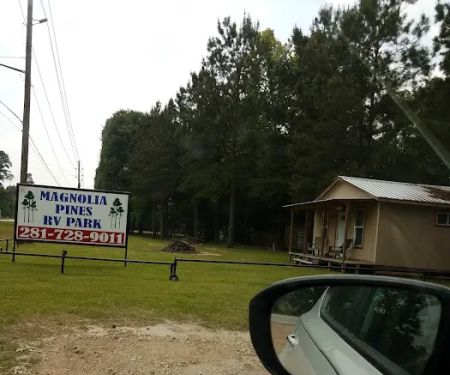 MAGNOLIA
PINES
RV PARK
281-728-9011